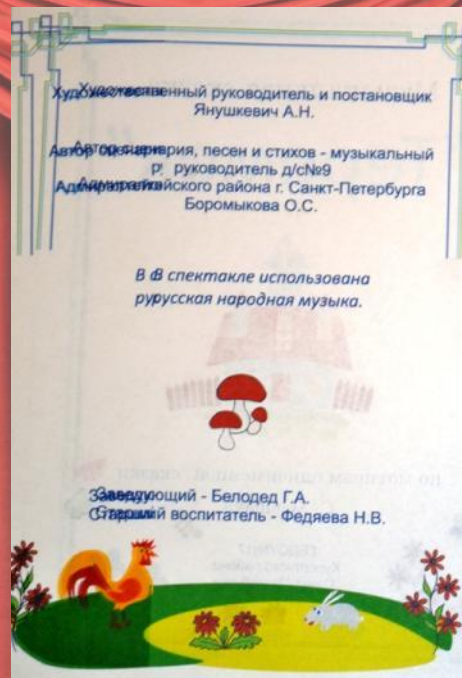 Художественный руководитель и постановщик
Янушкевич А.Н.
Автор сценария, песен и стихов - музыкальный
руководитель д/с№9
Адмиралтейского района г. Санкт-Петербурга
Боромыкова О.С.
В спектакле использована
русская народная музыка.
Заведующий - Белодед Г.А.
Старший воспитатель - Федяева Н.В.